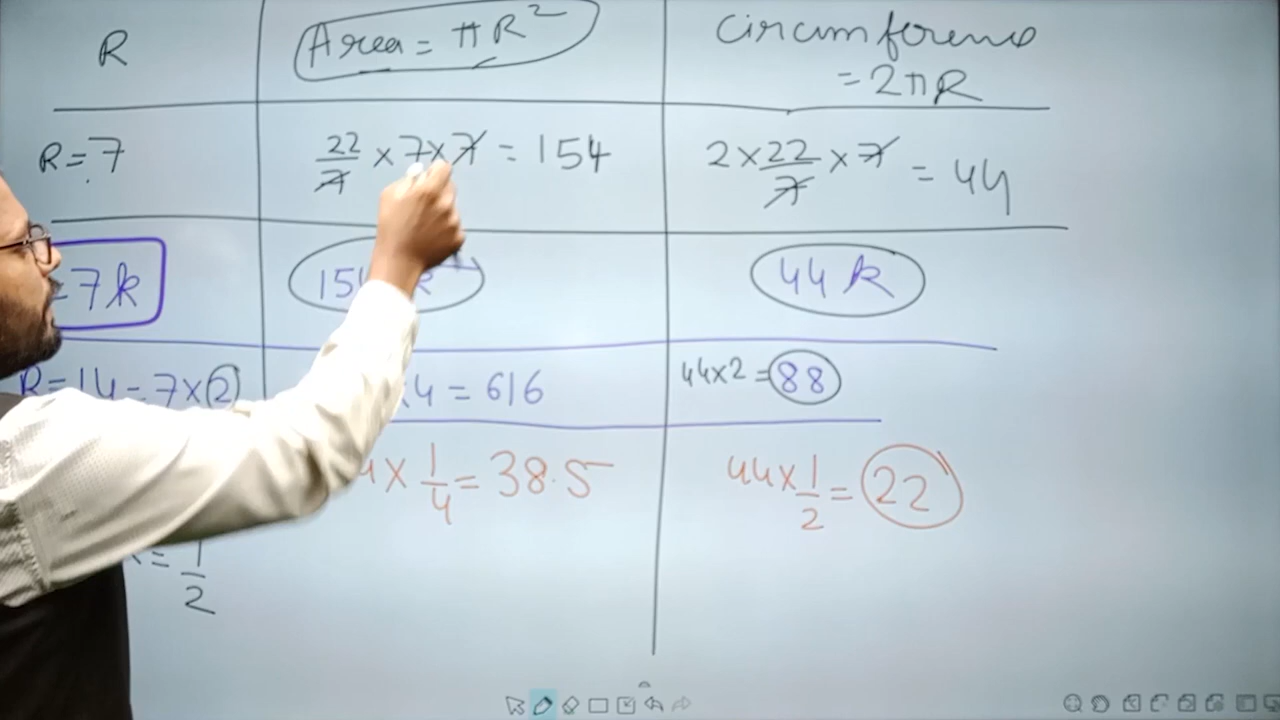 R
Area = πR²
Circumference
= 2πR
R = 7
22/7 × 7 × 7 = 154
2 × 22/7 × 7 = 44
7k
44 k
R = 14 = 7 × 2
4 = 616
44 × 2 = 88
4 × 1/4 = 38.5
44 × 1/2 = 22
= 1/2